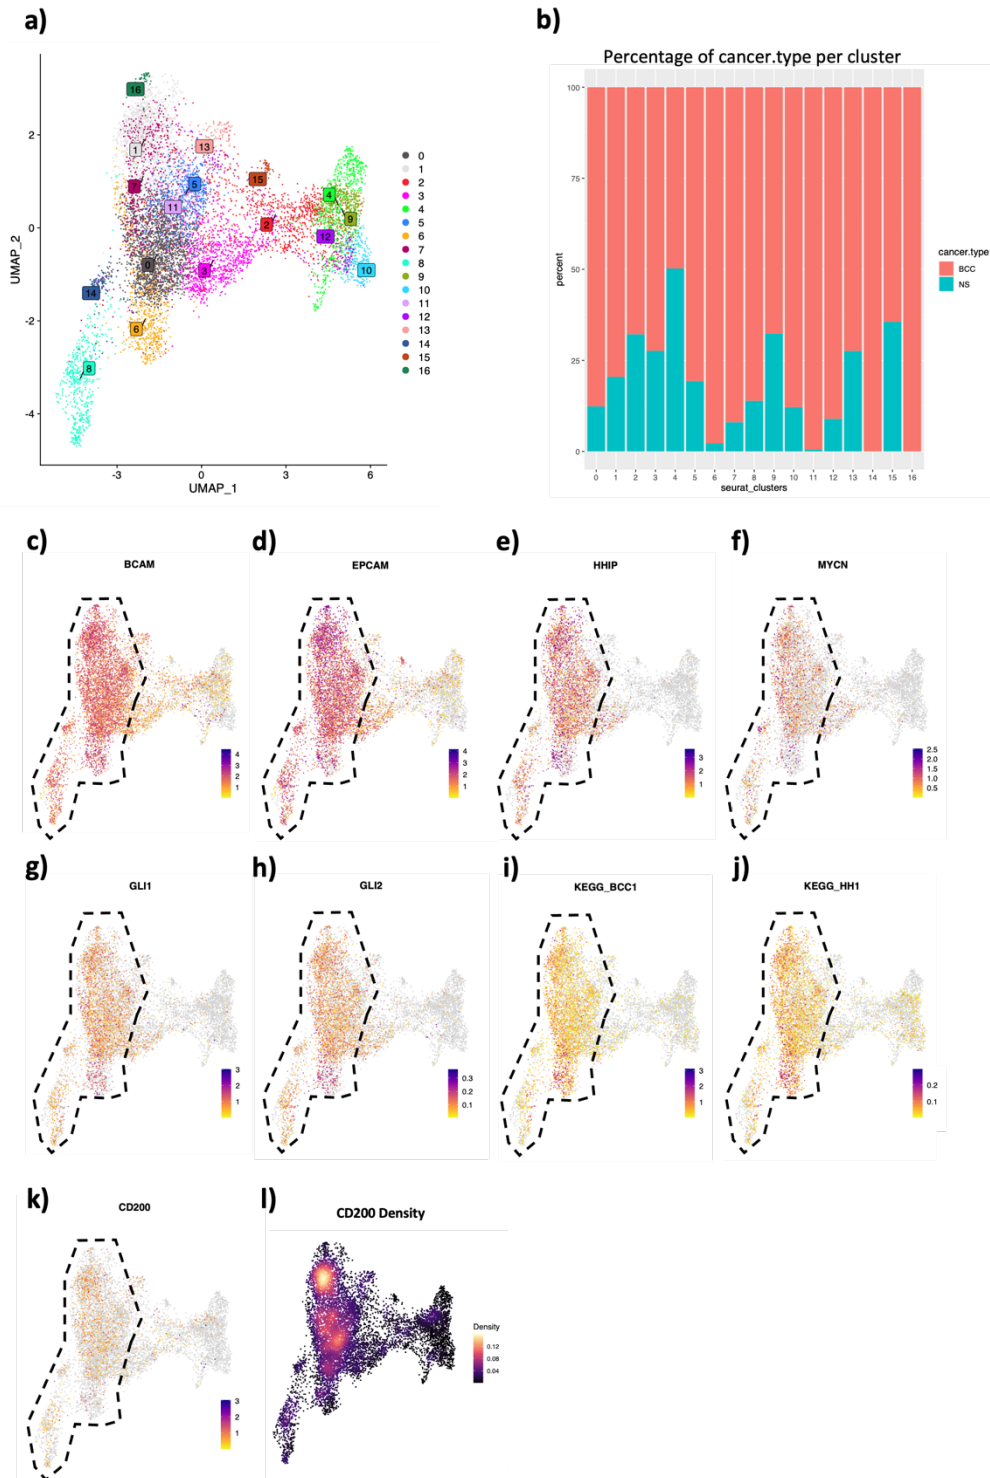 a)
b)
Percentage of cancer.type per cluster
UMAP_2
2
0
-2
-4
-3
0
3
6
UMAP_1
16
1
13
7
5
15
11
4
2
9
12
0
3
10
14
6
8
0
1
2
3
4
5
6
7
8
9
10
11
12
13
14
15
16
percent
100
75
50
25
0
0 1 2 3 4 5 6 7 8 9 10 11 12 13 14 15 16
seurat_clusters
cancer.type
BCC
NS
c)
d)
e)
f)
BCAM
EPCAM
HHIP
MYCN
4
3
2
1
4
3
2
1
3
2
1
2.5
2.0
1.5
1.0
0.5
g)
h)
i)
j)
GLI1
GLI2
KEGG_BCC1
KEGG_HH1
3
2
1
0.3
0.2
0.1
3
2
1
0.2
0.1
k)
l)
CD200
CD200 Density
3
2
1
Density
0.12
0.08
0.04